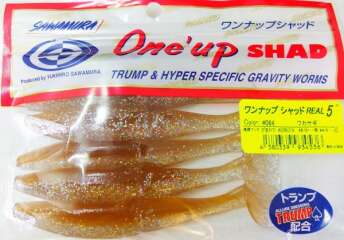 SAWAMURA
ワンナップシャッド
One'up SHAD
Produced by YUKIHIRO SAWAMURA
TRUMP & HYPER SPECIFIC GRAVITY WORMS
ワンナップ シャッド REAL 5"
Color: #064 ワカサギ
トランプ
TRUMP
配合